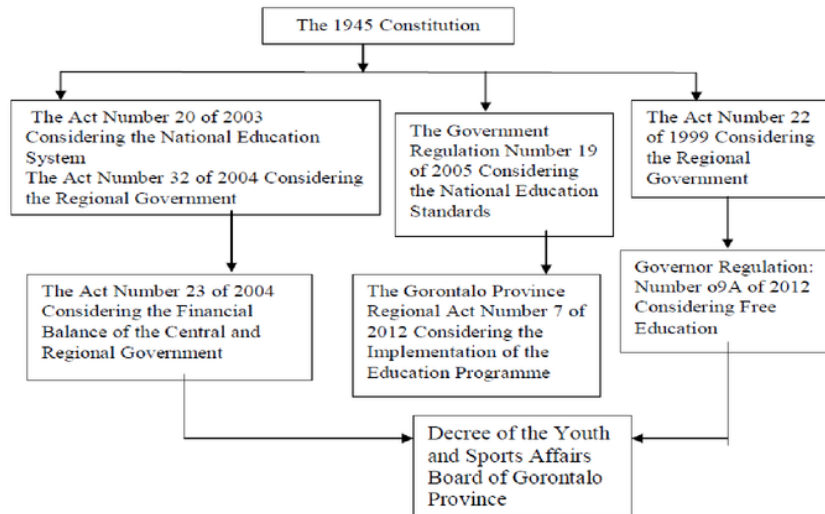 The 1945 Constitution
The Act Number 20 of 2003
Considering the National Education
System
The Act Number 32 of 2004 Considering
the Regional Government
The Government
Regulation Number 19
of 2005 Considering
the National Education
Standards
The Act Number 22
of 1999 Considering
the Regional
Government
The Act Number 23 of 2004
Considering the Financial
Balance of the Central and
Regional Government
The Gorontalo Province
Regional Act Number 7 of
2012 Considering the
Implementation of the
Education Programme
Governor Regulation:
Number o9A of 2012
Considering Free
Education
Decree of the Youth
and Sports Affairs
Board of Gorontalo
Province